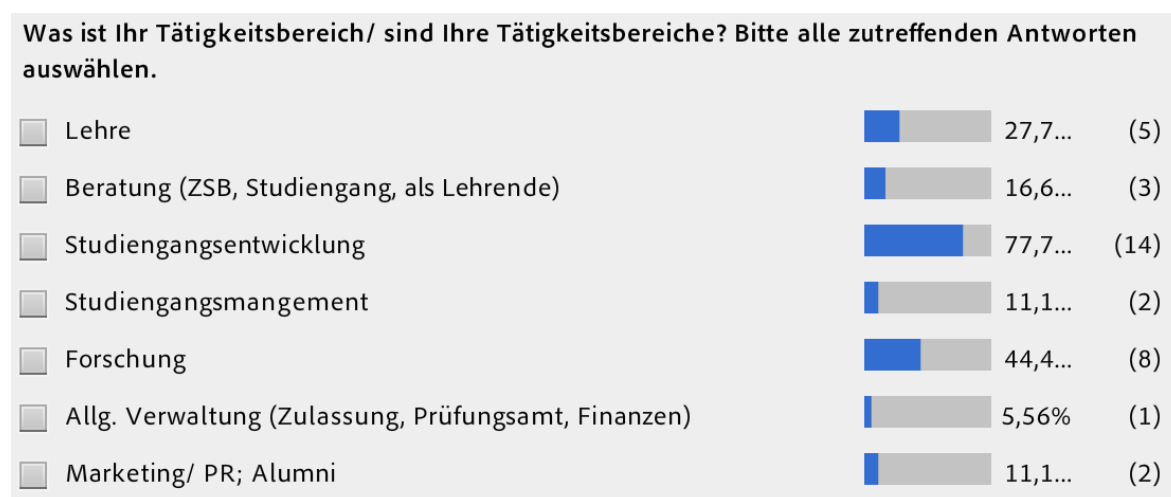 Was ist Ihr Tätigkeitsbereich/ sind Ihre Tätigkeitsbereiche? Bitte alle zutreffenden Antworten
auswählen.
Lehre 27,7... (5)
Beratung (ZSB, Studiengang, als Lehrende) 16,6... (3)
Studiengangsentwicklung 77,7... (14)
Studiengangsmangement 11,1... (2)
Forschung 44,4... (8)
Allg. Verwaltung (Zulassung, Prüfungsamt, Finanzen) 5,56% (1)
Marketing/ PR; Alumni 11,1... (2)